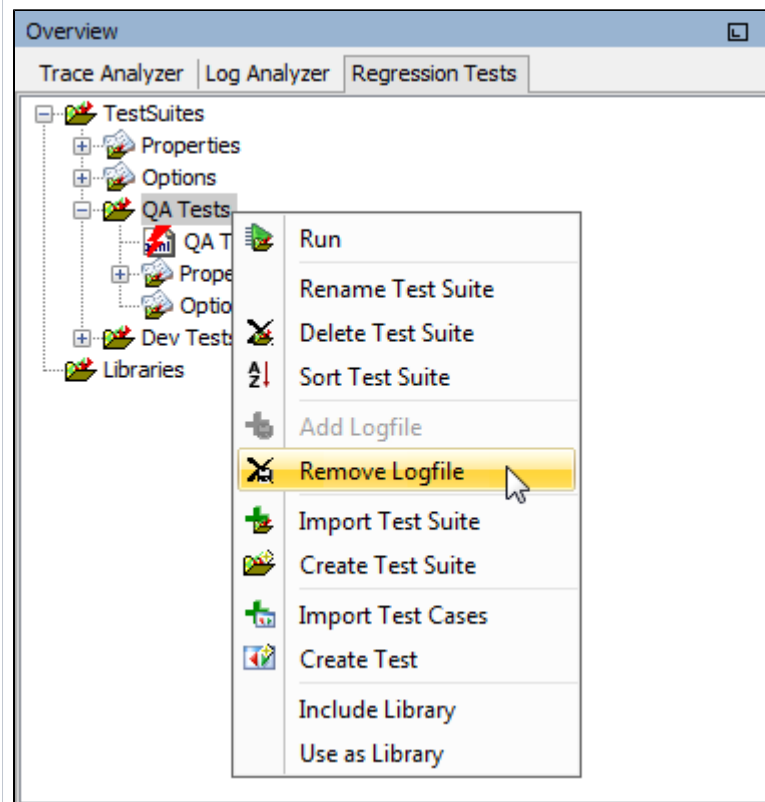 Overview
Trace Analyzer Log Analyzer Regression Tests
TestSuites
Properties
Options
QA Tests
QA T
Prope
Optio
Dev Tests
Libraries
Run
Rename Test Suite
Delete Test Suite
Sort Test Suite
Add Logfile
Remove Logfile
Import Test Suite
Create Test Suite
Import Test Cases
Create Test
Include Library
Use as Library